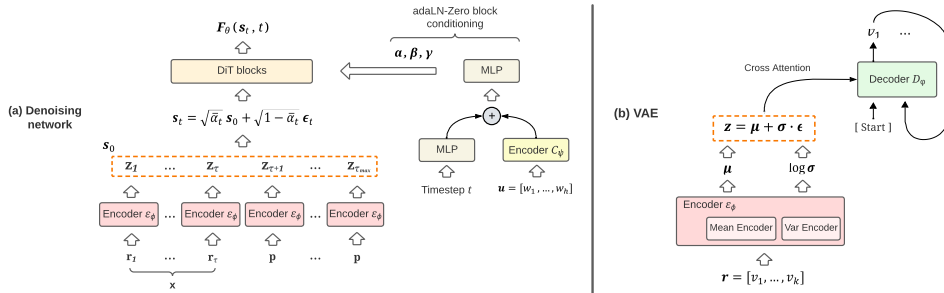 adaLN-Zero block
conditioning
F_θ(s_t, t)
α, β, γ
DiT blocks
MLP
(a) Denoising
network
s_t = √ᾱ_t s_0 + √1 − ᾱ_t ϵ_t
+
MLP
Encoder C_ψ
Timestep t
u = [w_1, ..., w_h]
s_0
z_1 ... z_τ z_τ+1 ... z_τ_max
Encoder ε_ϕ ... Encoder ε_ϕ Encoder ε_ϕ ... Encoder ε_ϕ
r_1 ... r_τ p ... p
x
(b) VAE
v_1 ...
Cross Attention
Decoder D_φ
[ Start ]
z = μ + σ · ϵ
μ log σ
Encoder ε_ϕ
Mean Encoder Var Encoder
r = [v_1, ..., v_k]